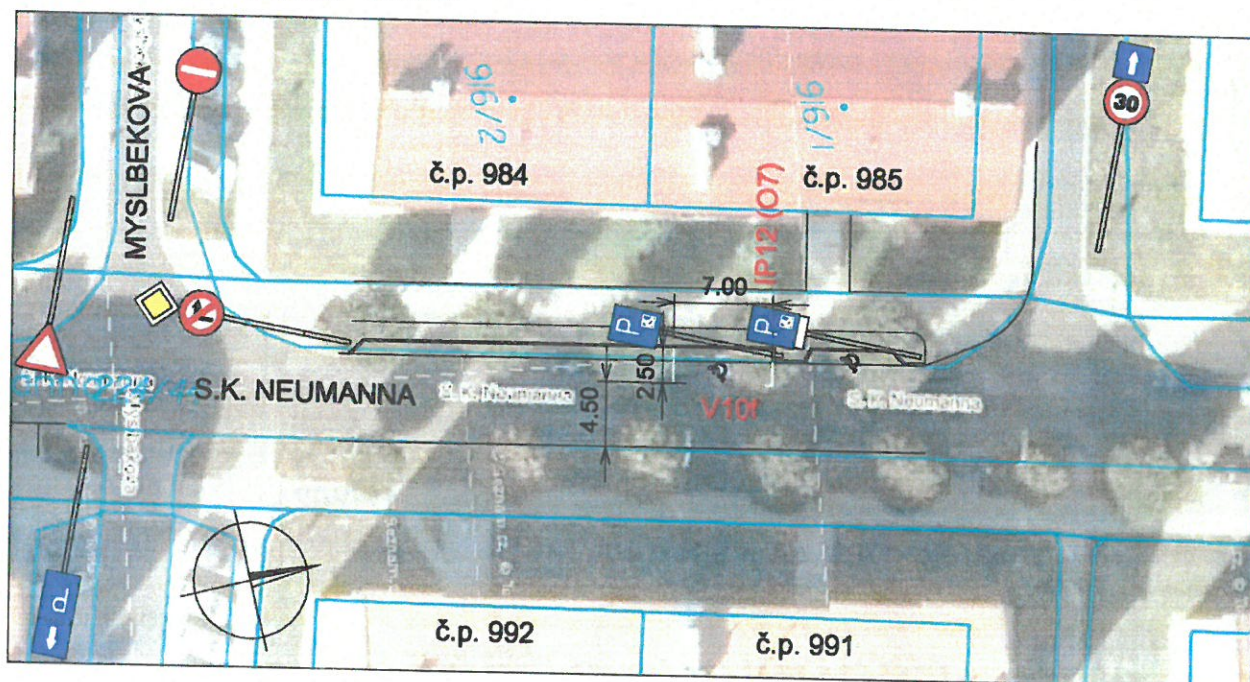 MYSLBEKOVA
30
916/2
916/1
č.p. 984
č.p. 985
IP12 (O7)
7.00
P
P
2.50
4.50
S.K. NEUMANNA
S. K. Neumanna
S. K. Neumanna
V10f
P
č.p. 992
č.p. 991